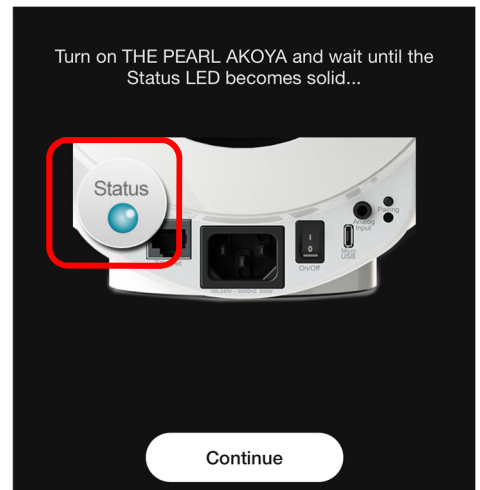 Turn on THE PEARL AKOYA and wait until the
Status LED becomes solid...
Status
Pairing
Analog
Input
I
0
Micro
USB
On/Off
Continue